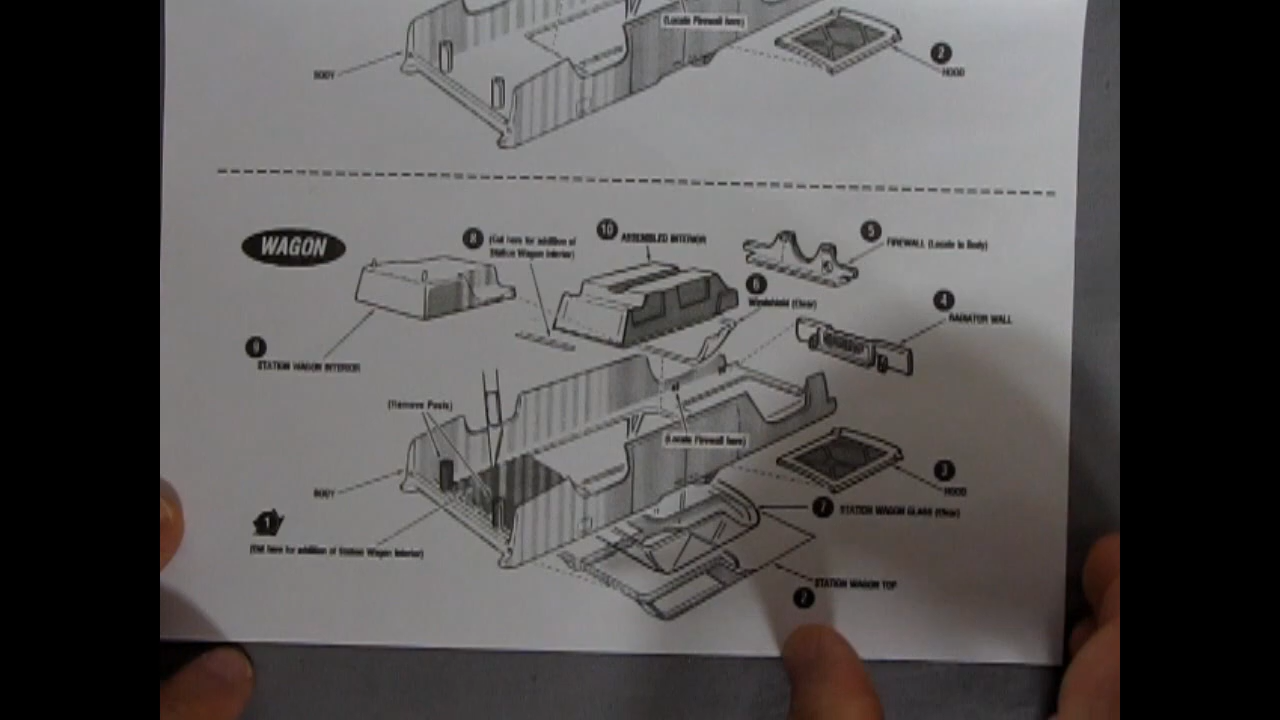 (Locate Firewall here)
BODY
2
HOOD
WAGON
8
(Cut here for addition of
Station Wagon Interior)
10
ASSEMBLED INTERIOR
5
FIREWALL (Locate to Body)
6
Windshield (Clear)
4
RADIATOR WALL
9
STATION WAGON INTERIOR
(Remove Posts)
(Locate Firewall here)
3
HOOD
BODY
7
STATION WAGON GLASS (Clear)
1
(Cut here for addition of Station Wagon Interior)
STATION WAGON TOP
2